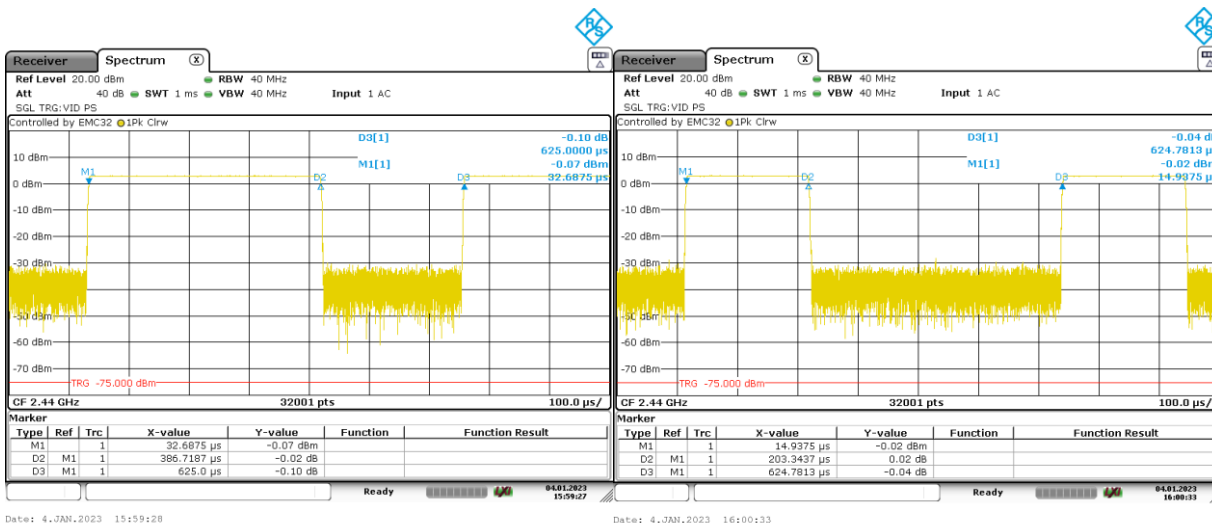 R&S
Receiver Spectrum X
Ref Level 20.00 dBm RBW 40 MHz
Att 40 dB SWT 1 ms VBW 40 MHz Input 1 AC
SGL TRG:VID PS
Controlled by EMC32 1Pk Clrw
D3[1] -0.10 dB
625.0000 µs
10 dBm
M1[1] -0.07 dBm
M1
D2
D3
32.6875 µs
0 dBm
-10 dBm
-20 dBm
-30 dBm
-40 dBm
-50 dBm
-60 dBm
-70 dBm
TRG -75.000 dBm
CF 2.44 GHz 32001 pts 100.0 µs/
Marker
Type Ref Trc X-value Y-value Function Function Result
M1 1 32.6875 µs -0.07 dBm
D2 M1 1 386.7187 µs -0.02 dB
D3 M1 1 625.0 µs -0.10 dB
Ready LXI 04.01.2023
15:59:27
Date: 4.JAN.2023 15:59:28
R&S
Receiver Spectrum X
Ref Level 20.00 dBm RBW 40 MHz
Att 40 dB SWT 1 ms VBW 40 MHz Input 1 AC
SGL TRG:VID PS
Controlled by EMC32 1Pk Clrw
D3[1] -0.04 d
624.7813 µ
10 dBm
M1[1] -0.02 dBm
M1
D2
D3
14.9375 µ
0 dBm
-10 dBm
-20 dBm
-30 dBm
-40 dBm
-50 dBm
-60 dBm
-70 dBm
TRG -75.000 dBm
CF 2.44 GHz 32001 pts 100.0 µs/
Marker
Type Ref Trc X-value Y-value Function Function Result
M1 1 14.9375 µs -0.02 dBm
D2 M1 1 203.3437 µs 0.02 dB
D3 M1 1 624.7813 µs -0.04 dB
Ready LXI 04.01.2023
16:00:33
Date: 4.JAN.2023 16:00:33